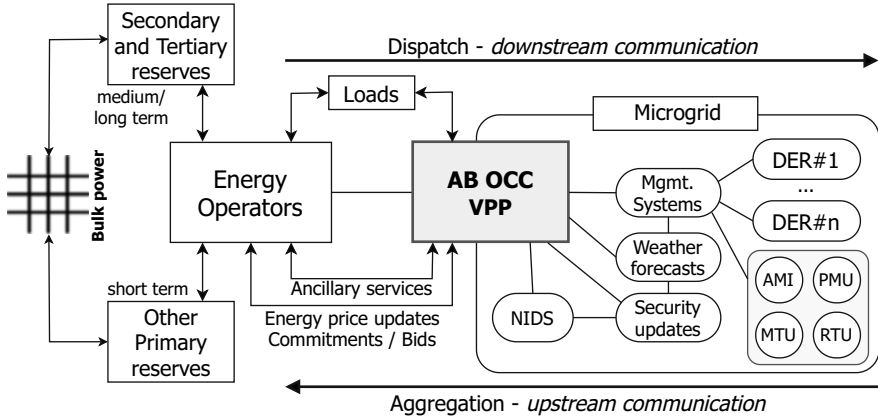 Secondary
and Tertiary
reserves
Dispatch - downstream communication
medium/
long term
Loads
Microgrid
Bulk power
Energy
Operators
AB OCC
VPP
Mgmt.
Systems
DER#1
...
DER#n
Weather
forecasts
AMI
PMU
short term
Ancillary services
NIDS
Security
updates
MTU
RTU
Other
Primary
reserves
Energy price updates
Commitments / Bids
Aggregation - upstream communication